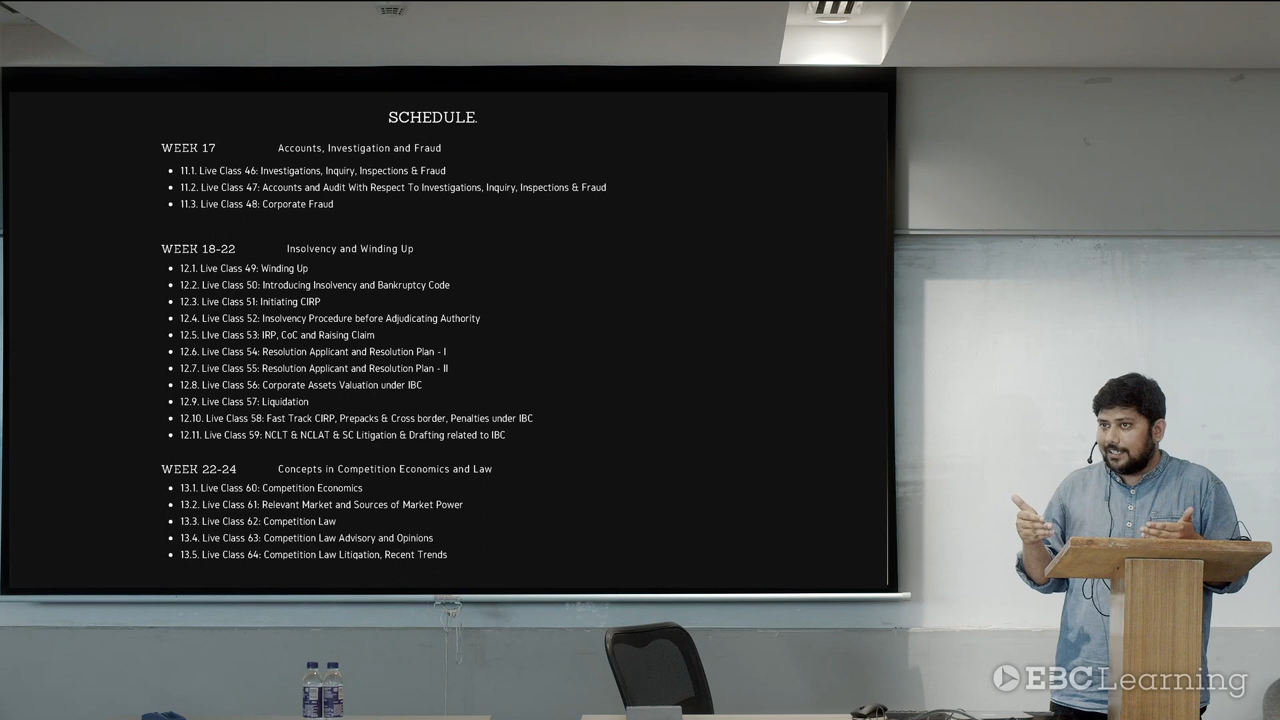 SCHEDULE.
WEEK 17 Accounts, Investigation and Fraud
• 11.1. Live Class 46: Investigations, Inquiry, Inspections & Fraud
• 11.2. Live Class 47: Accounts and Audit With Respect To Investigations, Inquiry, Inspections & Fraud
• 11.3. Live Class 48: Corporate Fraud
WEEK 18-22 Insolvency and Winding Up
• 12.1. Live Class 49: Winding Up
• 12.2. Live Class 50: Introducing Insolvency and Bankruptcy Code
• 12.3. Live Class 51: Initiating CIRP
• 12.4. Live Class 52: Insolvency Procedure before Adjudicating Authority
• 12.5. LIve Class 53: IRP, CoC and Raising Claim
• 12.6. LIve Class 54: Resolution Applicant and Resolution Plan - I
• 12.7. LIve Class 55: Resolution Applicant and Resolution Plan - II
• 12.8. LIve Class 56: Corporate Assets Valuation under IBC
• 12.9. LIve Class 57: Liquidation
• 12.10. LIve Class 58: Fast Track CIRP, Prepacks & Cross border, Penalties under IBC
• 12.11. LIve Class 59: NCLT & NCLAT & SC Litigation & Drafting related to IBC
WEEK 22-24 Concepts in Competition Economics and Law
• 13.1. LIve Class 60: Competition Economics
• 13.2. LIve Class 61: Relevant Market and Sources of Market Power
• 13.3. LIve Class 62: Competition Law
• 13.4. LIve Class 63: Competition Law Advisory and Opinions
• 13.5. LIve Class 64: Competition Law Litigation, Recent Trends
EBC Learning